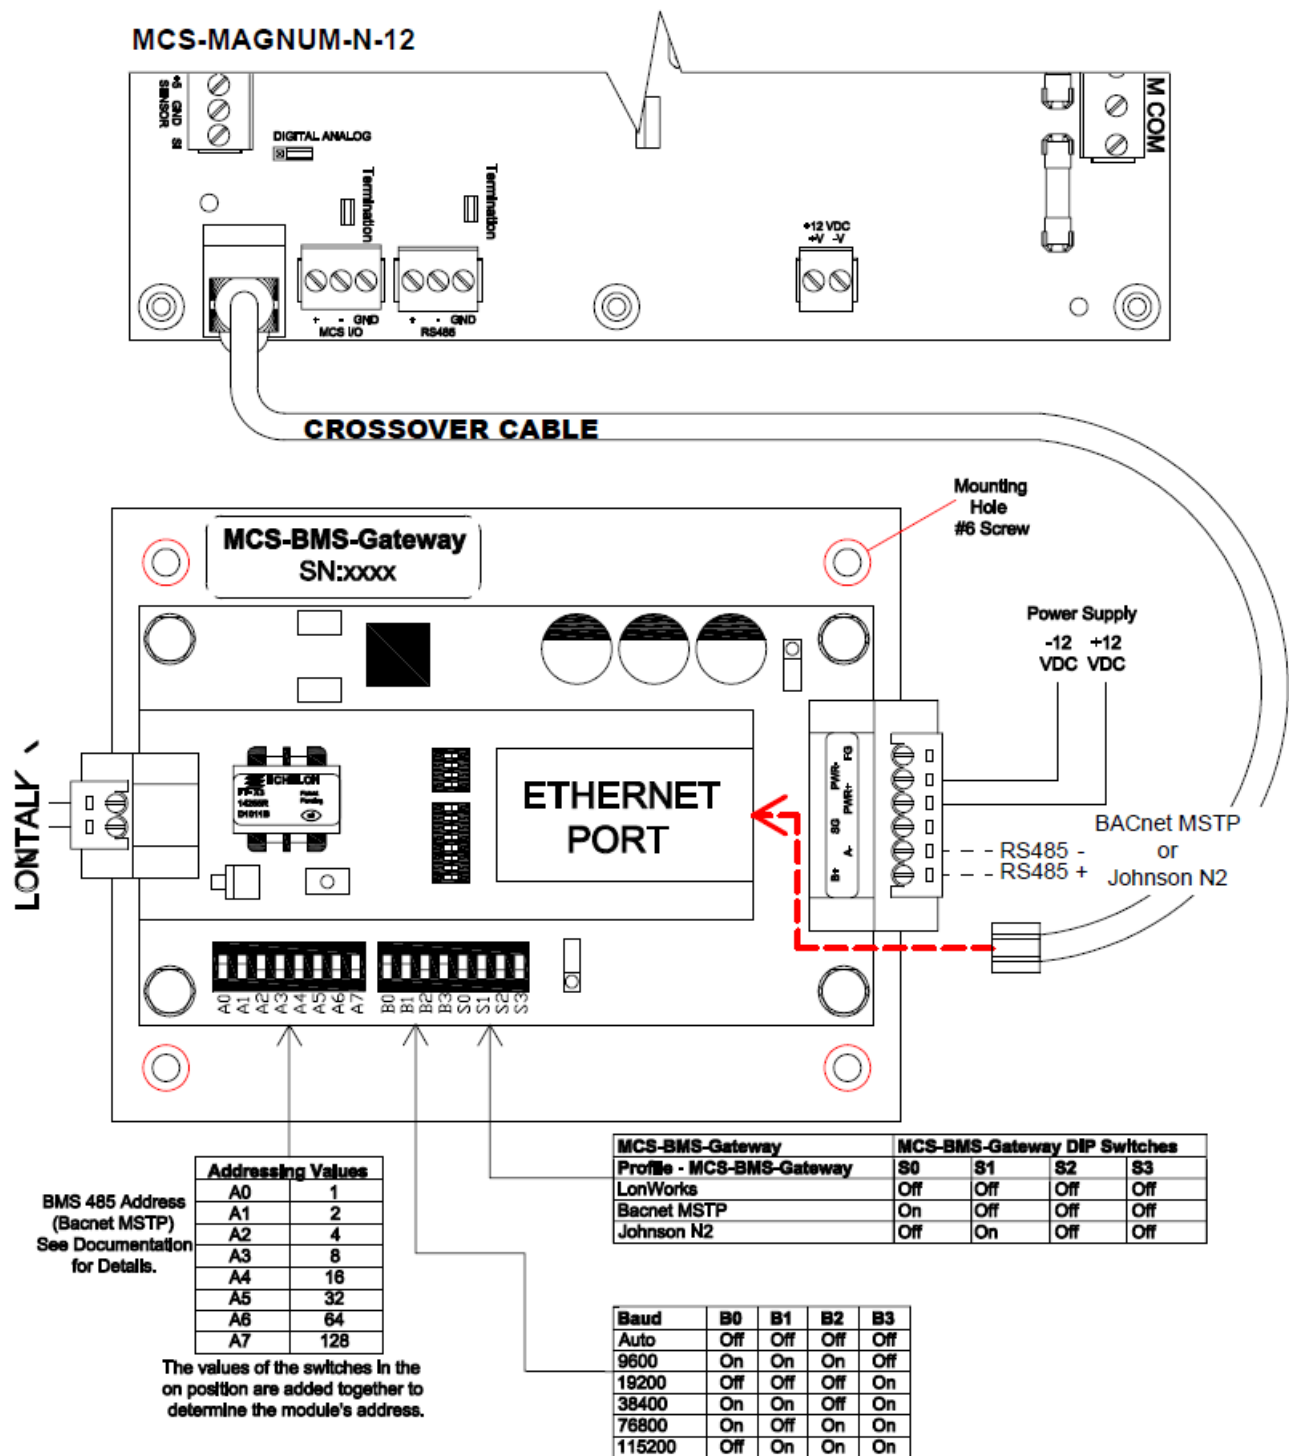 MCS-MAGNUM-N-12
+5 GND SI
SENSOR
DIGITAL ANALOG
Termination
Termination
M COM
+12 VDC
+V -V
+ - GND
MCS I/O
+ - GND
RS485
CROSSOVER CABLE
Mounting
Hole
#6 Screw
MCS-BMS-Gateway
SN:xxxx
Power Supply
-12 +12
VDC VDC
LONTALK
ECHELON
FT-X3
14255R
D1011B
Patent
Pending
ETHERNET
PORT
FG
PWR-
PWR+
SG
A-
B+
RS485 -
RS485 +
BACnet MSTP
or
Johnson N2
A0 A1 A2 A3 A4 A5 A6 A7
B0 B1 B2 B3 S0 S1 S2 S3
MCS-BMS-Gateway MCS-BMS-Gateway DIP Switches
Profile - MCS-BMS-Gateway S0 S1 S2 S3
LonWorks Off Off Off Off
Bacnet MSTP On Off Off Off
Johnson N2 Off On Off Off
BMS 485 Address
(Bacnet MSTP)
See Documentation
for Details.
Addressing Values
A0 1
A1 2
A2 4
A3 8
A4 16
A5 32
A6 64
A7 128
The values of the switches in the
on position are added together to
determine the module's address.
Baud B0 B1 B2 B3
Auto Off Off Off Off
9600 On On On Off
19200 Off Off Off On
38400 On On Off On
76800 On Off On On
115200 Off On On On